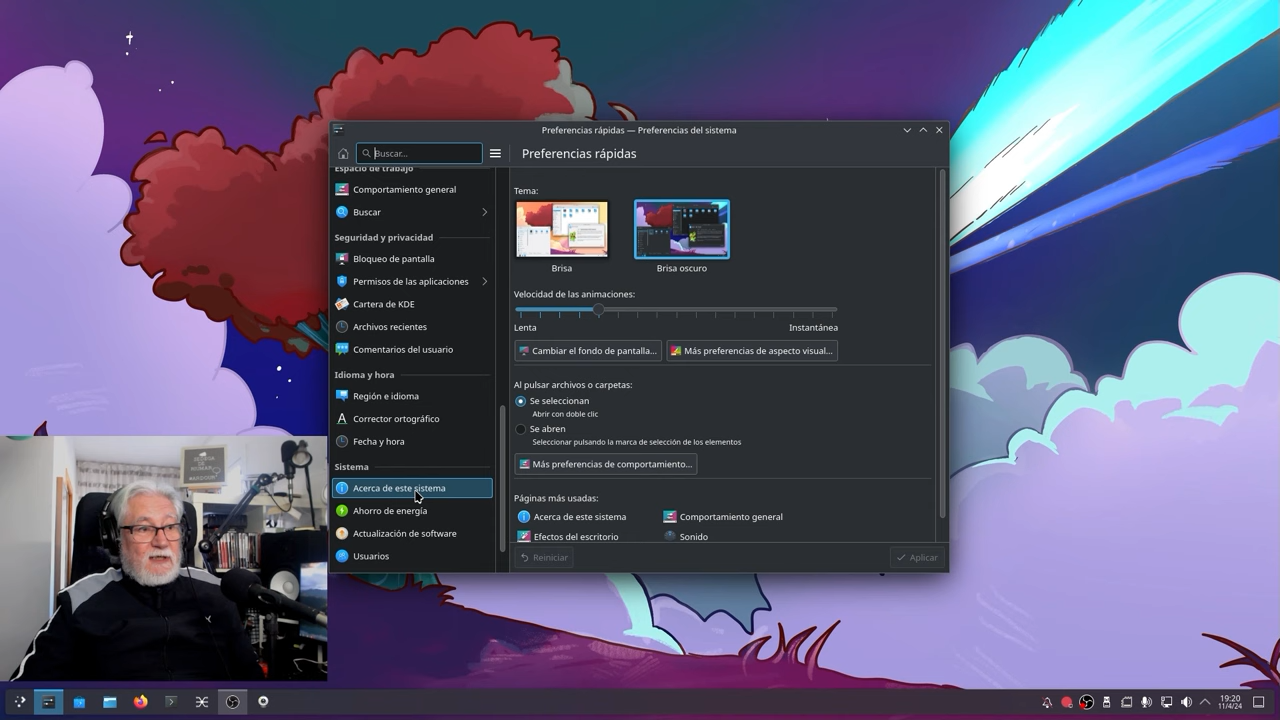 Preferencias rápidas — Preferencias del sistema
Buscar...
Preferencias rápidas
Espacio de trabajo
Comportamiento general
Buscar
Seguridad y privacidad
Bloqueo de pantalla
Permisos de las aplicaciones
Cartera de KDE
Archivos recientes
Comentarios del usuario
Idioma y hora
Región e idioma
Corrector ortográfico
Fecha y hora
Sistema
Acerca de este sistema
Ahorro de energía
Actualización de software
Usuarios
Tema:
Brisa
Brisa oscuro
Velocidad de las animaciones:
Lenta
Instantánea
Cambiar el fondo de pantalla...
Más preferencias de aspecto visual...
Al pulsar archivos o carpetas:
Se seleccionan
Abrir con doble clic
Se abren
Seleccionar pulsando la marca de selección de los elementos
Más preferencias de comportamiento...
Páginas más usadas:
Acerca de este sistema
Comportamiento general
Efectos del escritorio
Sonido
Reiniciar
Aplicar
19:20
11/4/24